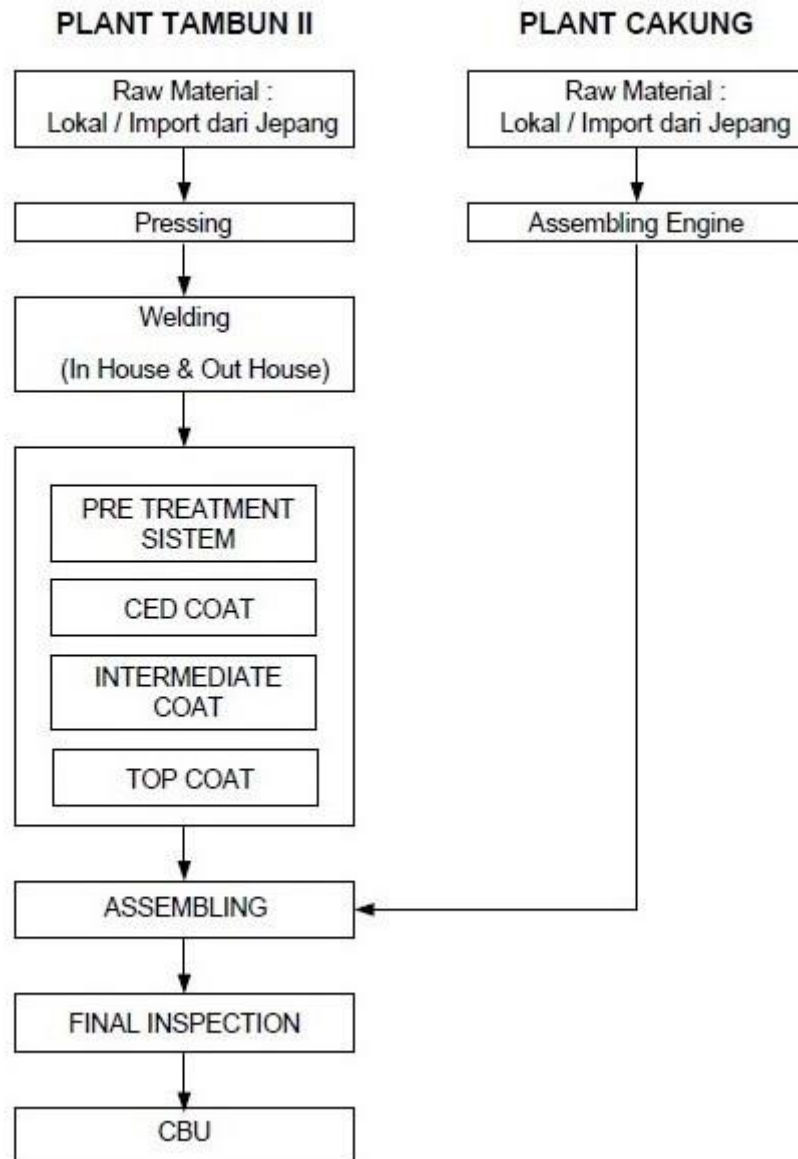 PLANT TAMBUN II
PLANT CAKUNG
Raw Material :
Lokal / Import dari Jepang
Raw Material :
Lokal / Import dari Jepang
Pressing
Assembling Engine
Welding
(In House & Out House)
PRE TREATMENT
SISTEM
CED COAT
INTERMEDIATE
COAT
TOP COAT
ASSEMBLING
FINAL INSPECTION
CBU